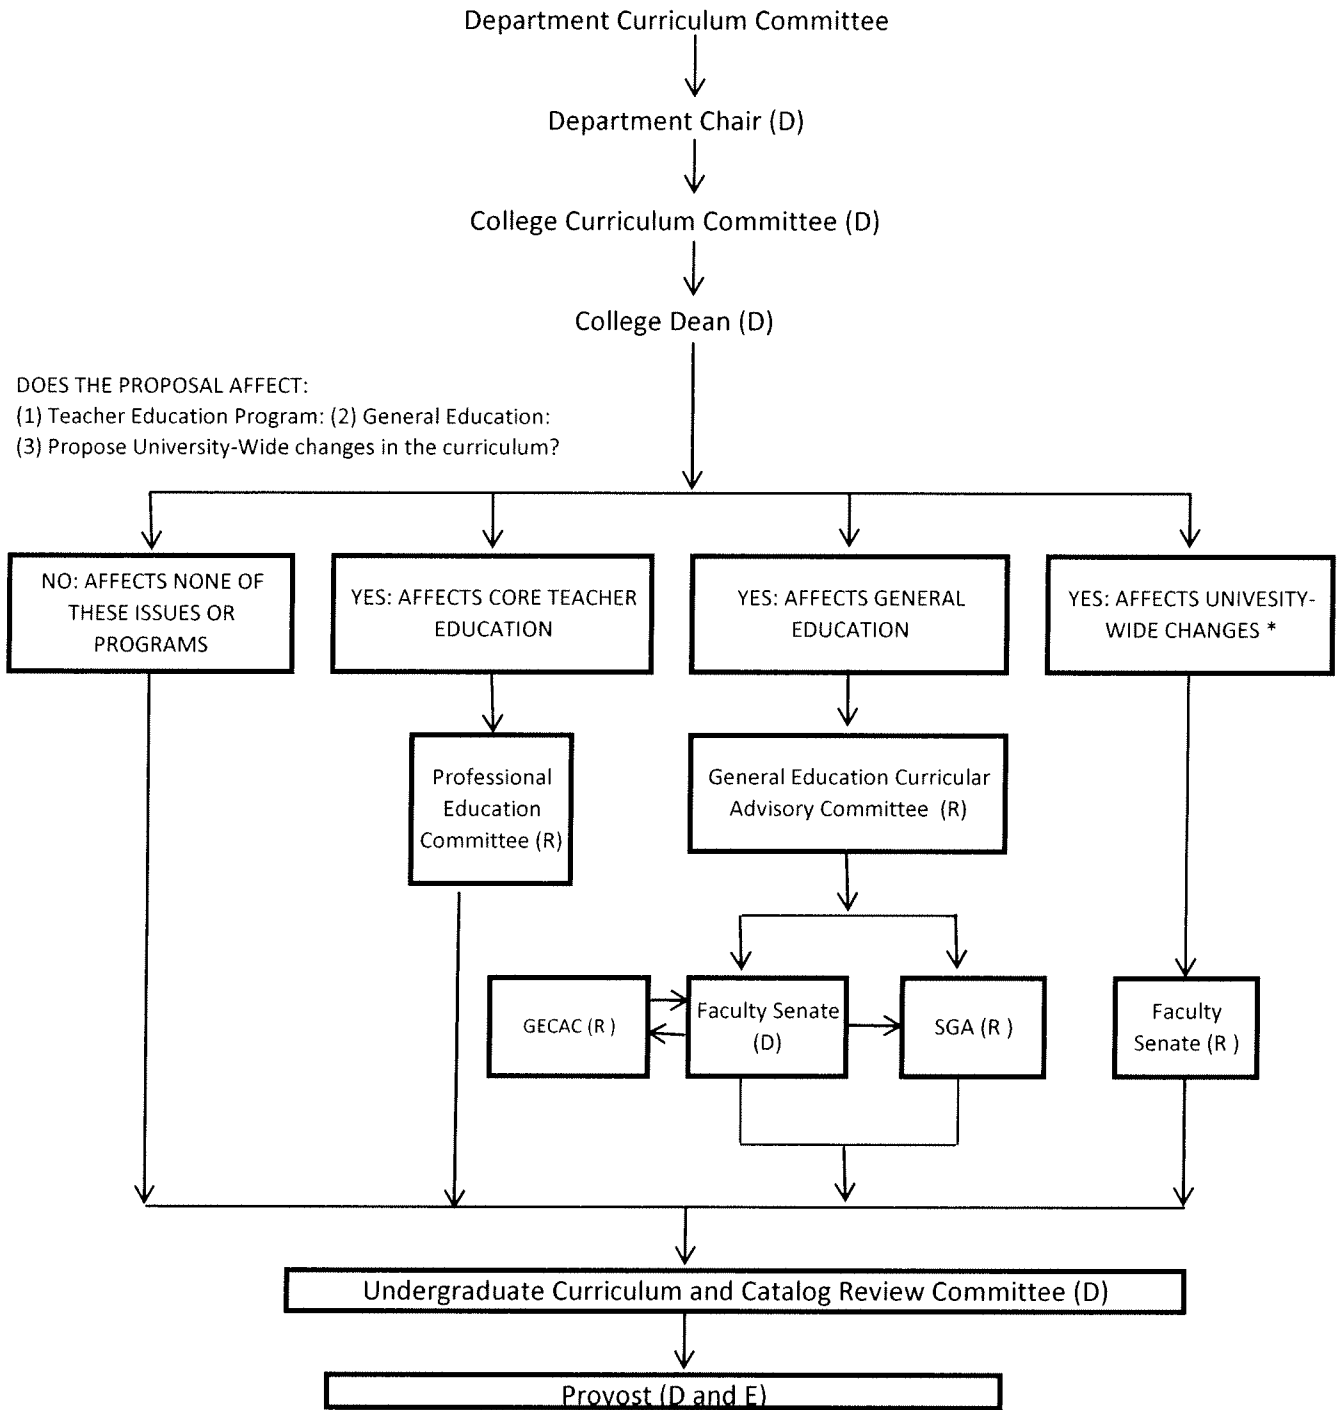 Department Curriculum Committee
Department Chair (D)
College Curriculum Committee (D)
College Dean (D)
DOES THE PROPOSAL AFFECT:
(1) Teacher Education Program: (2) General Education:
(3) Propose University-Wide changes in the curriculum?
NO: AFFECTS NONE OF
THESE ISSUES OR
PROGRAMS
YES: AFFECTS CORE TEACHER
EDUCATION
YES: AFFECTS GENERAL
EDUCATION
YES: AFFECTS UNIVESITY-
WIDE CHANGES *
Professional
Education
Committee (R)
General Education Curricular
Advisory Committee (R)
GECAC (R )
Faculty Senate
(D)
SGA (R )
Faculty
Senate (R )
Undergraduate Curriculum and Catalog Review Committee (D)
Provost (D and E)